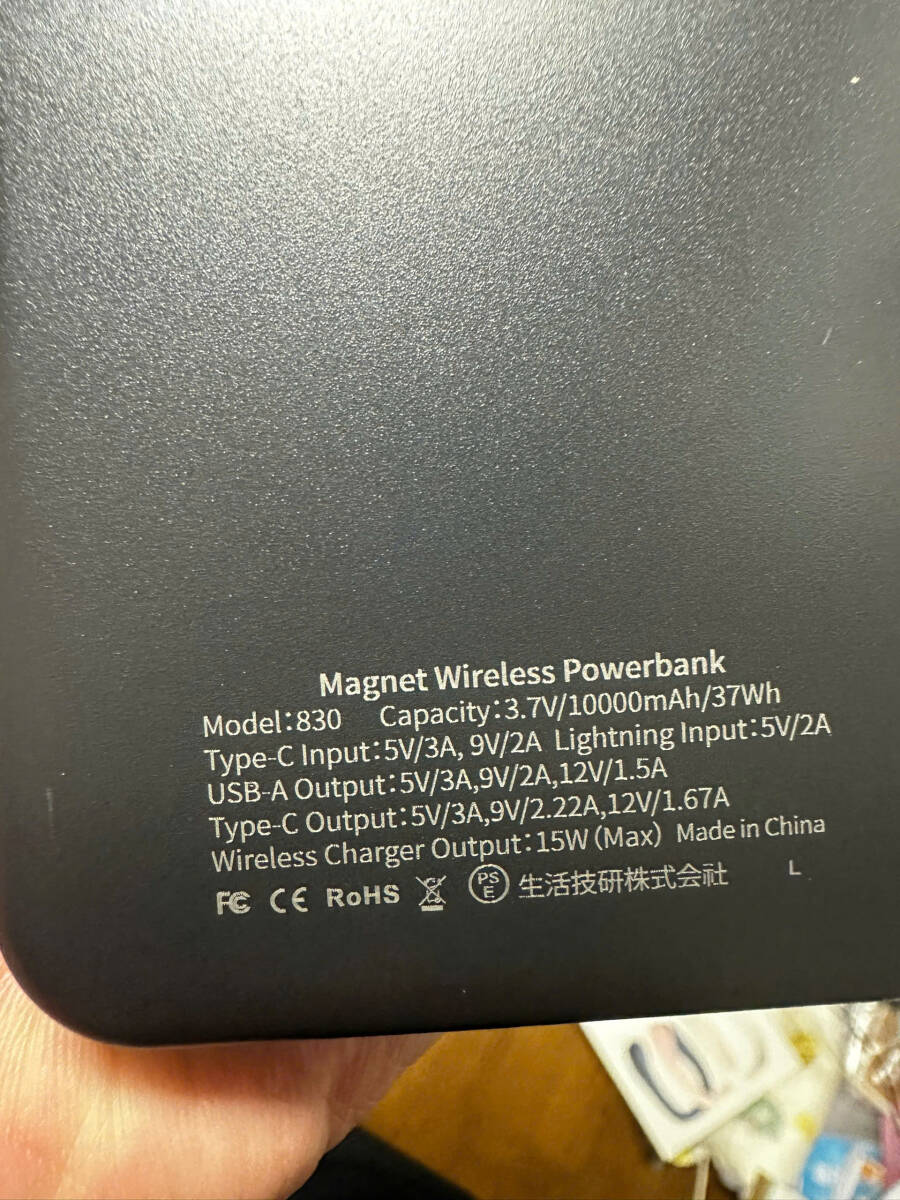 Magnet Wireless Powerbank
Model:830 Capacity:3.7V/10000mAh/37Wh
Type-C Input:5V/3A, 9V/2A Lightning Input:5V/2A
USB-A Output:5V/3A,9V/2A,12V/1.5A
Type-C Output:5V/3A,9V/2.22A,12V/1.67A
Wireless Charger Output:15W(Max) Made in China
FC CE RoHS PSE 生活技研株式会社 L